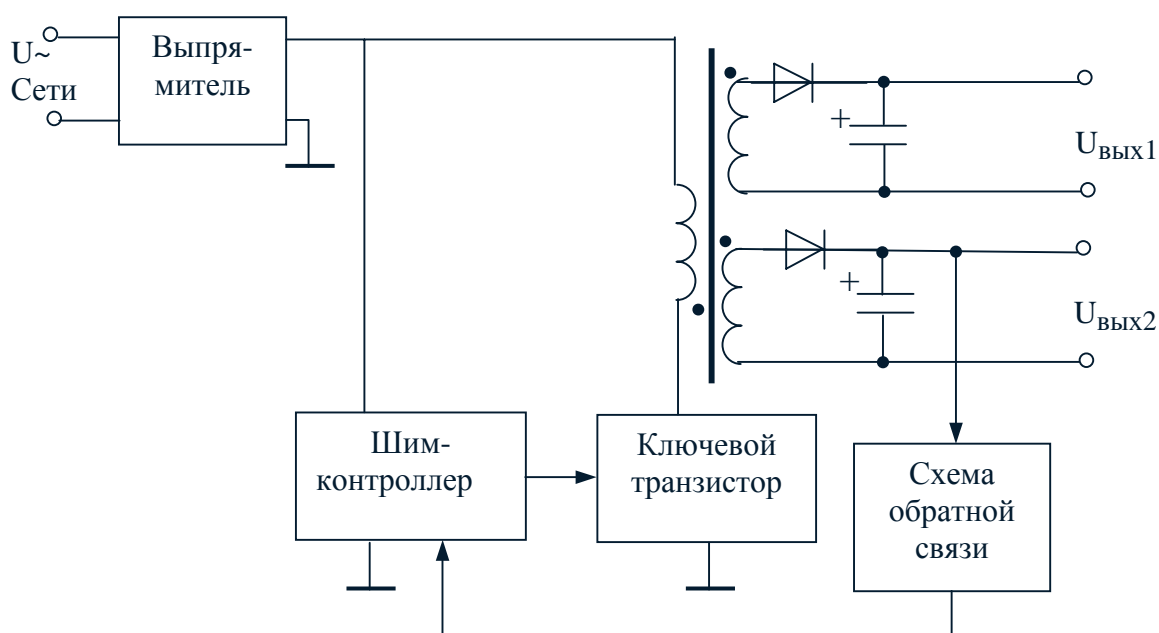 U~
Сети
Выпря-
митель
+
Uвых1
+
Uвых2
Шим-
контроллер
Ключевой
транзистор
Схема
обратной
связи